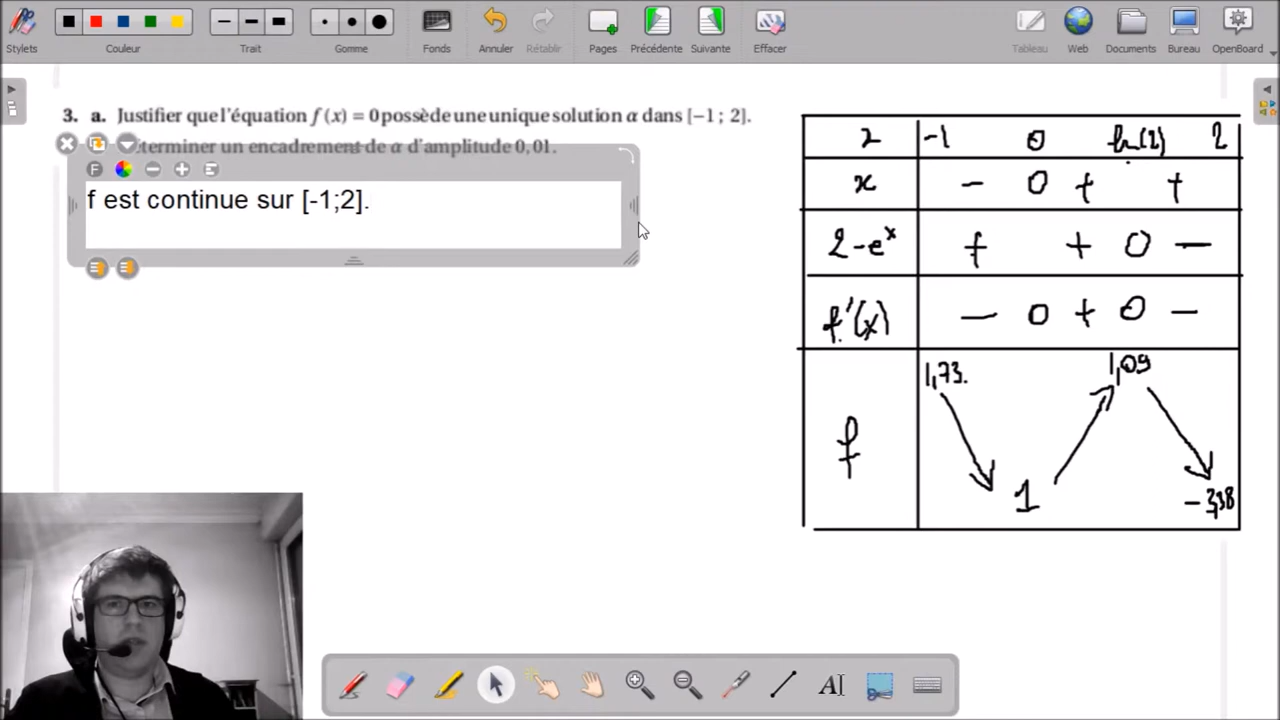 Stylets Couleur Trait Gomme Fonds Annuler Rétablir Pages Précédente Suivante Effacer Tableau Web Documents Bureau OpenBoard
3. a. Justifier que l'équation f(x) = 0 possède une unique solution α dans [−1 ; 2].
terminer un encadrement de α d'amplitude 0,01.
F
f est continue sur [-1;2].
x -1 0 ln(2) 2
x − 0 + +
2-eˣ + + 0 −
f'(x) − 0 + 0 −
1,73. 1,09
f
1 -3,38
AI